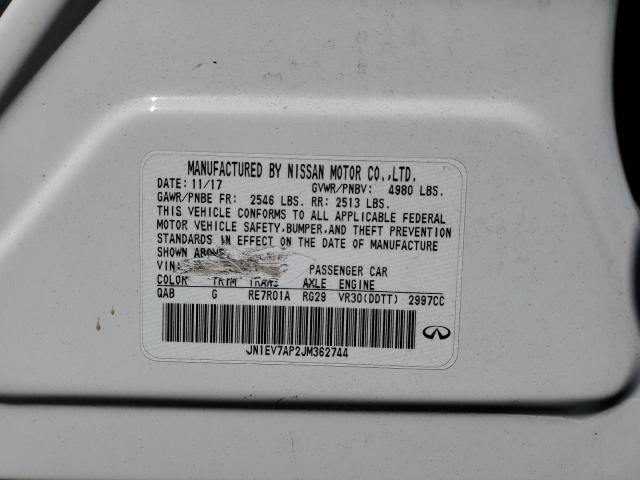 MANUFACTURED BY NISSAN MOTOR CO.,LTD.
DATE: 11/17 GVWR/PNBV: 4980 LBS.
GAWR/PNBE FR: 2546 LBS. RR: 2513 LBS.
THIS VEHICLE CONFORMS TO ALL APPLICABLE FEDERAL
MOTOR VEHICLE SAFETY,BUMPER,AND THEFT PREVENTION
STANDARDS IN EFFECT ON THE DATE OF MANUFACTURE
SHOWN ABOVE.
VIN: PASSENGER CAR
COLOR TRIM TRANS AXLE ENGINE
QAB G RE7R01A RG29 VR30(DDTT) 2997CC
JN1EV7AP2JM362744